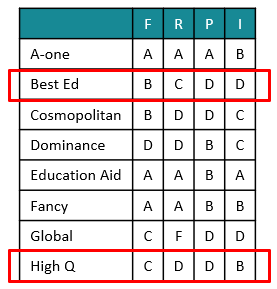 F R P I
A-one A A A B
Best Ed B C D D
Cosmopolitan B D D C
Dominance D D B C
Education Aid A A B A
Fancy A A B B
Global C F D D
High Q C D D B